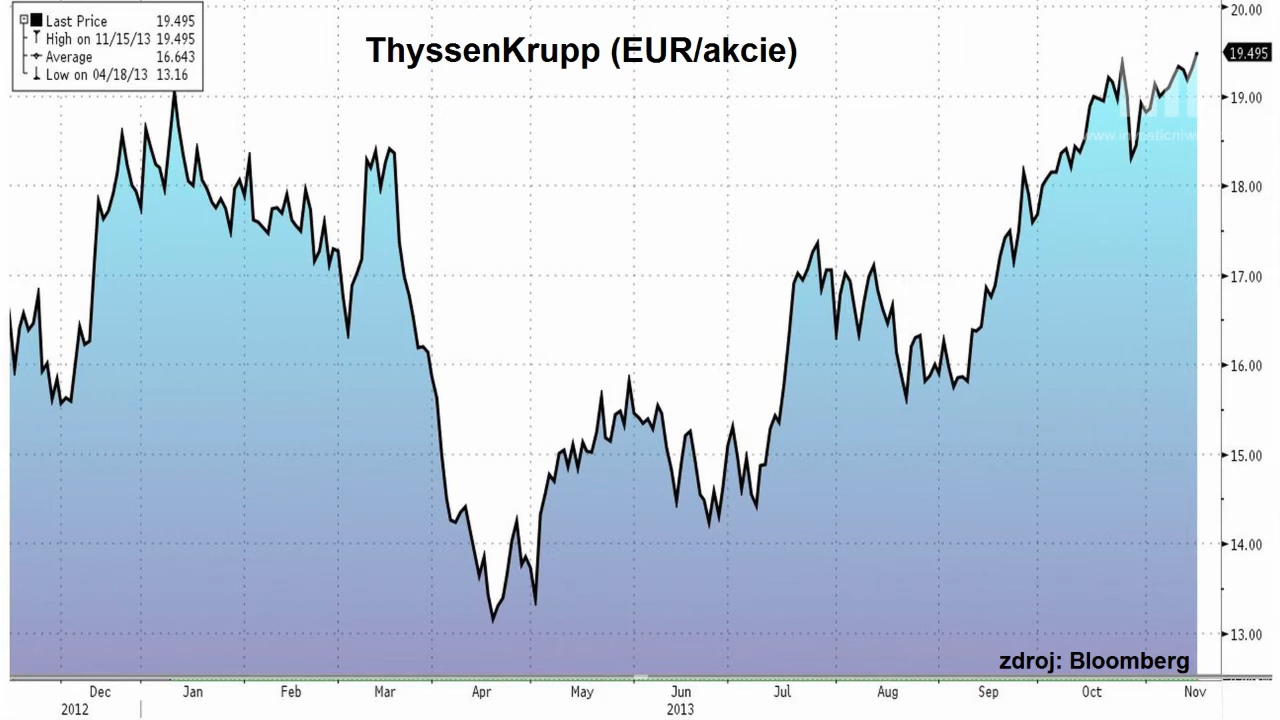 Last Price 19.495
High on 11/15/13 19.495
Average 16.643
Low on 04/18/13 13.16
ThyssenKrupp (EUR/akcie)
20.00
19.495
19.00
18.00
17.00
16.00
15.00
14.00
13.00
zdroj: Bloomberg
Dec Jan Feb Mar Apr May Jun Jul Aug Sep Oct Nov
2012 2013